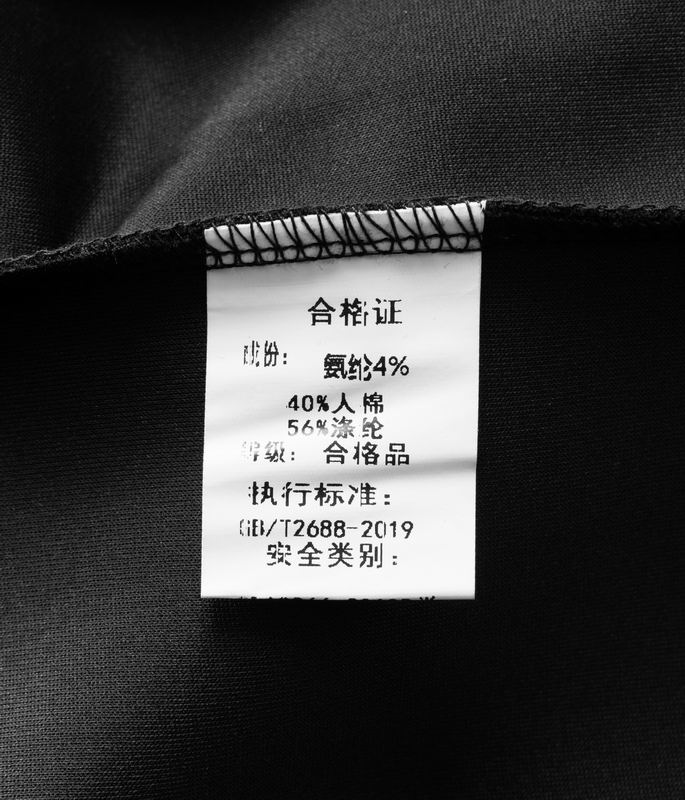 合格证
成份: 氨纶4%
40%人棉
56%涤纶
等级: 合格品
执行标准:
GB/T2688-2019
安全类别: